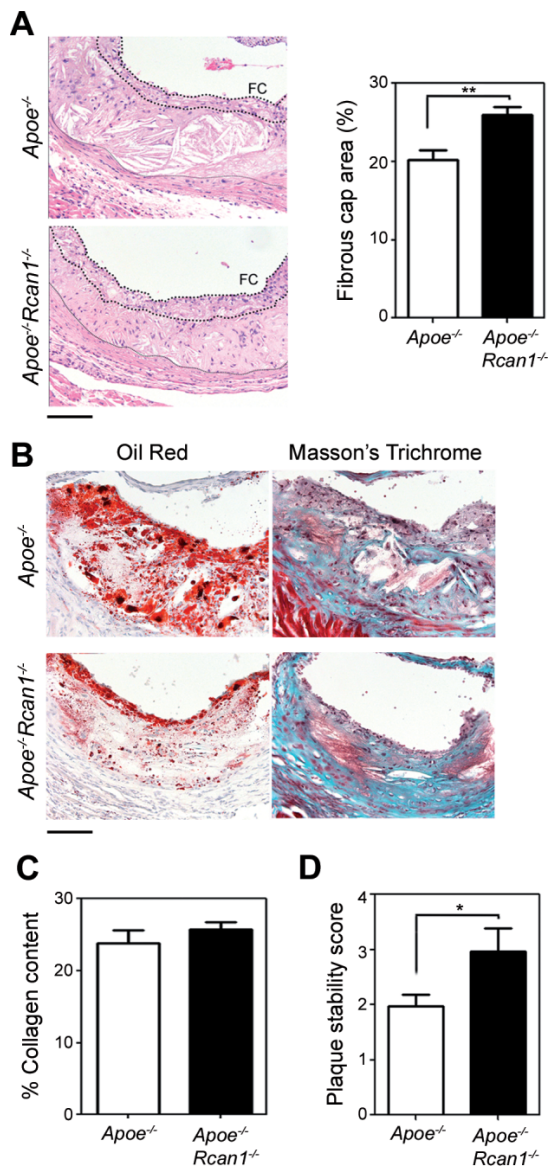 A
Apoe-/-
FC
Apoe-/-Rcan1-/-
FC
Fibrous cap area (%)
30
20
10
0
**
Apoe-/-
Apoe-/-
Rcan1-/-
B
Oil Red
Masson's Trichrome
Apoe-/-
Apoe-/-Rcan1-/-
C
% Collagen content
30
20
10
0
Apoe-/-
Apoe-/-
Rcan1-/-
D
Plaque stability score
4
3
2
1
0
*
Apoe-/-
Apoe-/-
Rcan1-/-